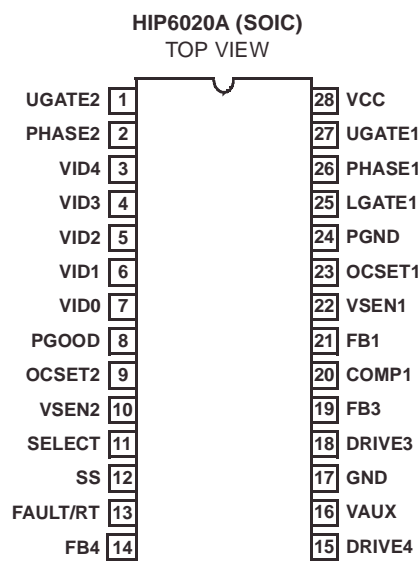 HIP6020A (SOIC)
TOP VIEW
UGATE2 1 28 VCC
PHASE2 2 27 UGATE1
VID4 3 26 PHASE1
VID3 4 25 LGATE1
VID2 5 24 PGND
VID1 6 23 OCSET1
VID0 7 22 VSEN1
PGOOD 8 21 FB1
OCSET2 9 20 COMP1
VSEN2 10 19 FB3
SELECT 11 18 DRIVE3
SS 12 17 GND
FAULT/RT 13 16 VAUX
FB4 14 15 DRIVE4